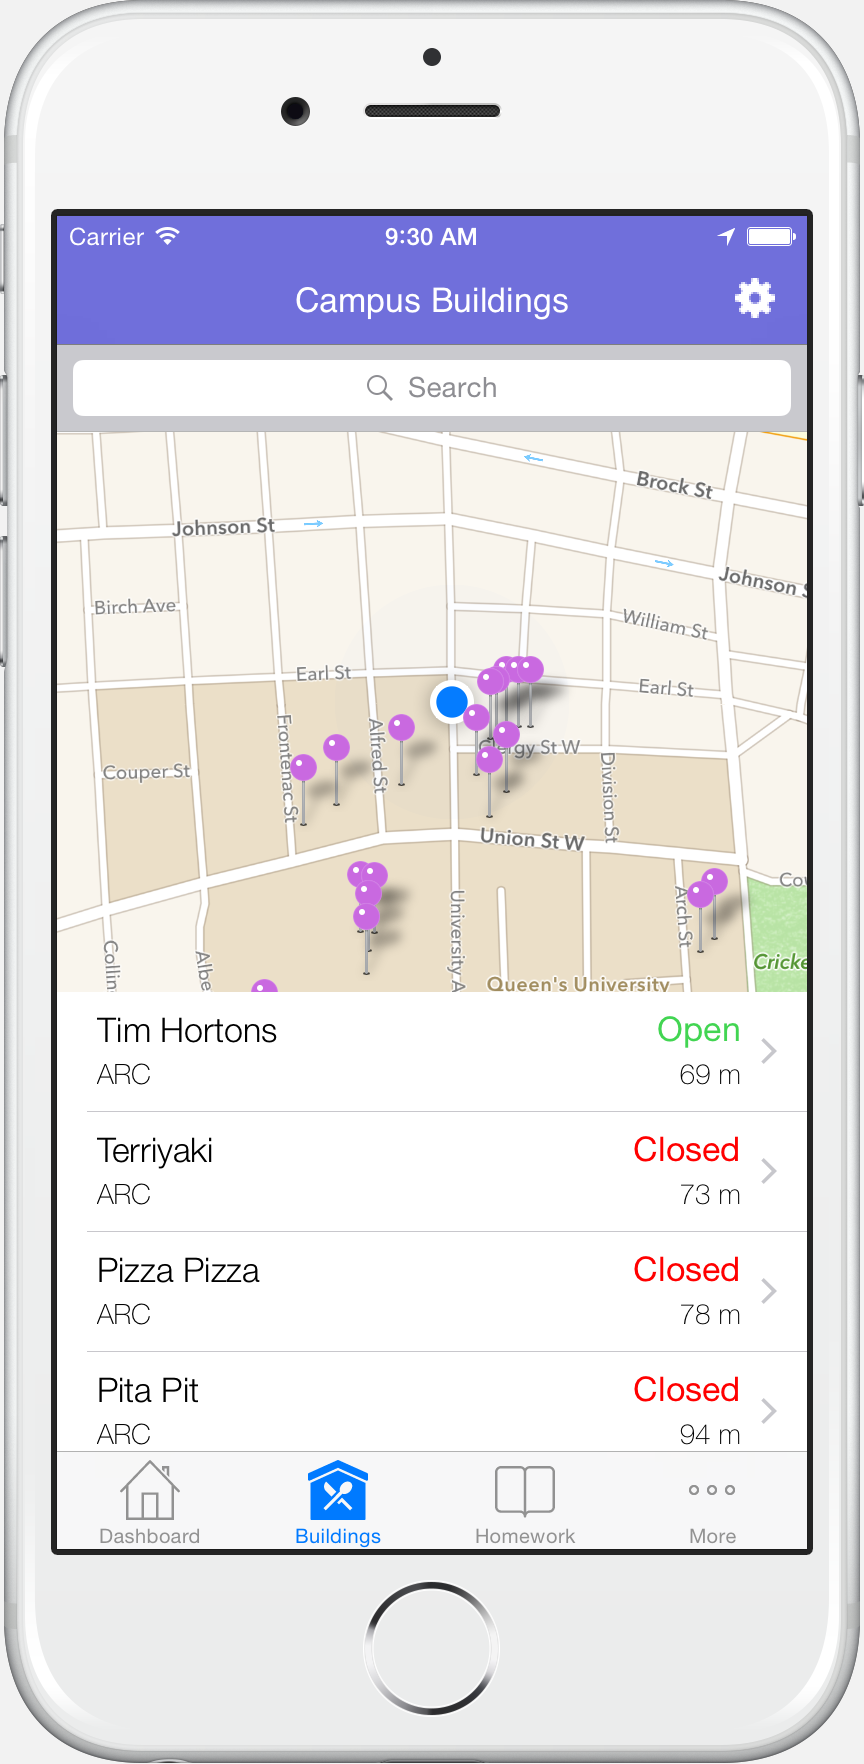 Carrier 9:30 AM
Campus Buildings
Search
Brock St
Johnson St
Johnson S
Birch Ave
William St
Earl St
Earl St
Frontenac St
Alfred St
Clergy St W
Couper St
Division St
Union St W
Cou
Arch St
University A
Collin
Albe
Cricke
Queen's University
Tim Hortons Open
ARC 69 m
Terriyaki Closed
ARC 73 m
Pizza Pizza Closed
ARC 78 m
Pita Pit Closed
ARC 94 m
Dashboard Buildings Homework More